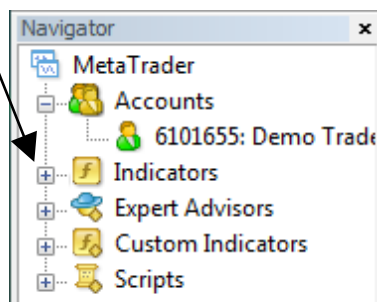 Navigator
MetaTrader
Accounts
6101655: Demo Trade
Indicators
Expert Advisors
Custom Indicators
Scripts